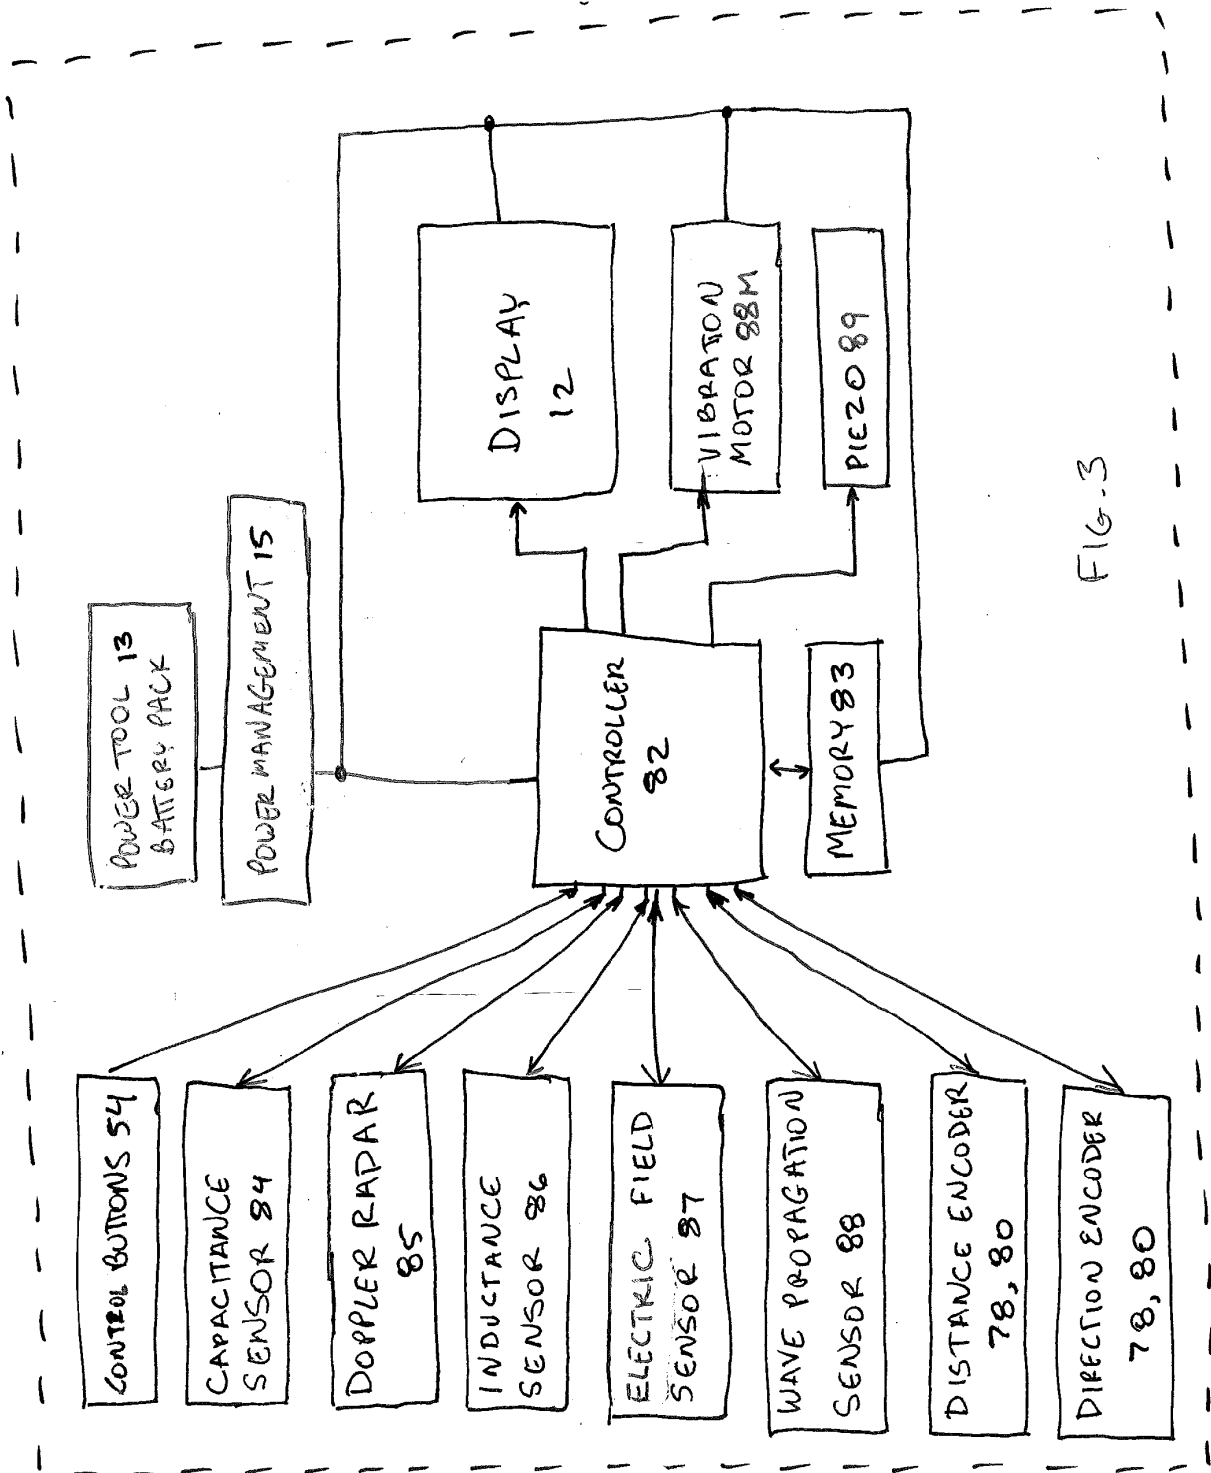 CONTROL BUTTONS 54
CAPACITANCE
SENSOR 84
DOPPLER RADAR
85
INDUCTANCE
SENSOR 86
ELECTRIC FIELD
SENSOR 87
WAVE PROPAGATION
SENSOR 88
DISTANCE ENCODER
78, 80
DIRECTION ENCODER
78, 80
POWER TOOL 13
BATTERY PACK
POWER MANAGEMENT 15
CONTROLLER
82
MEMORY 83
DISPLAY
12
VIBRATION
MOTOR 88M
PIEZO 89
FIG. 3